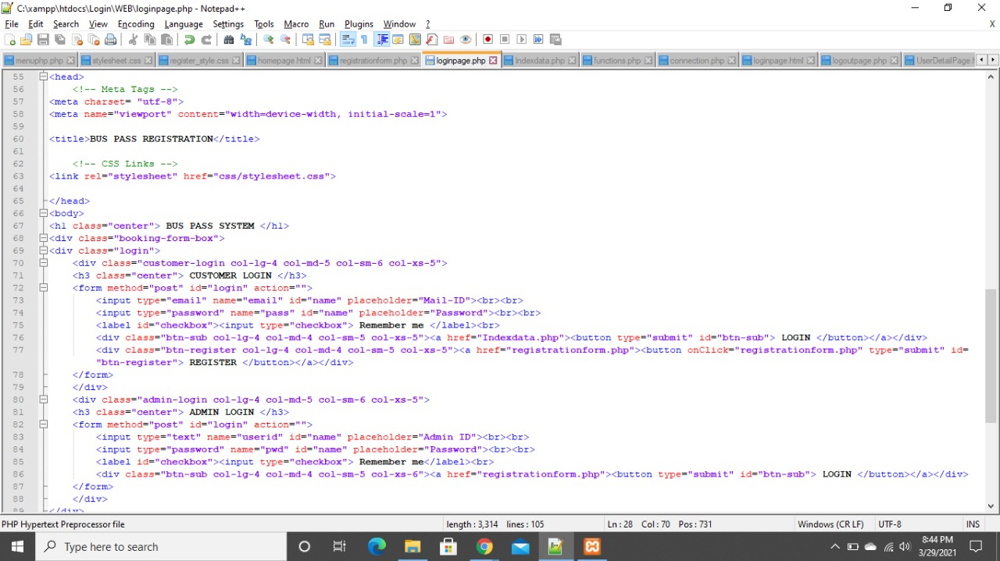 C:\xampp\htdocs\Login\WEB\loginpage.php - Notepad++
File Edit Search View Encoding Language Settings Tools Macro Run Plugins Window ? X
menuphp.php stylesheet.css register_style.css homepage.html registrationform.php loginpage.php Indexdata.php functions.php connection.php loginpage.html logoutpage.php UserDetailPage.h
55 <head>
56 <!-- Meta Tags -->
57 <meta charset= "utf-8">
58 <meta name="viewport" content="width=device-width, initial-scale=1">
59
60 <title>BUS PASS REGISTRATION</title>
61
62 <!-- CSS Links -->
63 <link rel="stylesheet" href="css/stylesheet.css">
64
65 </head>
66 <body>
67 <h1 class="center"> BUS PASS SYSTEM </h1>
68 <div class="booking-form-box">
69 <div class="login">
70 <div class="customer-login col-lg-4 col-md-5 col-sm-6 col-xs-5">
71 <h3 class="center"> CUSTOMER LOGIN </h3>
72 <form method="post" id="login" action="">
73 <input type="email" name="email" id="name" placeholder="Mail-ID"><br><br>
74 <input type="password" name="pass" id="name" placeholder="Password"><br><br>
75 <label id="checkbox"><input type="checkbox"> Remember me </label><br>
76 <div class="btn-sub col-lg-4 col-md-4 col-sm-5 col-xs-5"><a href="Indexdata.php"><button type="submit" id="btn-sub"> LOGIN </button></a></div>
77 <div class="btn-register col-lg-4 col-md-4 col-sm-5 col-xs-5"><a href="registrationform.php"><button onClick="registrationform.php" type="submit" id=
"btn-register"> REGISTER </button></a></div>
78 </form>
79 </div>
80 <div class="admin-login col-lg-4 col-md-5 col-sm-6 col-xs-5">
81 <h3 class="center"> ADMIN LOGIN </h3>
82 <form method="post" id="login" action="">
83 <input type="text" name="userid" id="name" placeholder="Admin ID"><br><br>
84 <input type="password" name="pwd" id="name" placeholder="Password"><br><br>
85 <label id="checkbox"><input type="checkbox"> Remember me</label><br>
86 <div class="btn-sub col-lg-4 col-md-4 col-sm-5 col-xs-6"><a href="registrationform.php"><button type="submit" id="btn-sub"> LOGIN </button></a></div>
87 </form>
88 </div>
89 </div>
PHP Hypertext Preprocessor file length : 3,314 lines : 105 Ln : 28 Col : 70 Pos : 731 Windows (CR LF) UTF-8 INS
Type here to search
8:44 PM
3/29/2021